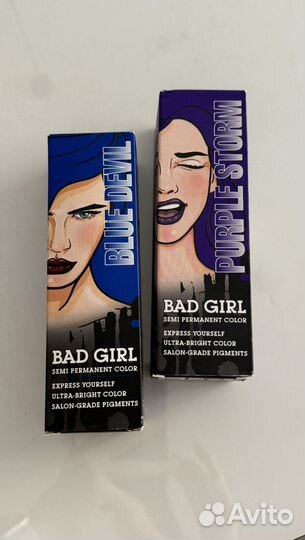 BLUE DEVIL
BAD GIRL
SEMI PERMANENT COLOR
EXPRESS YOURSELF
ULTRA-BRIGHT COLOR
SALON-GRADE PIGMENTS
PURPLE STORM
BAD GIRL
SEMI PERMANENT COLOR
EXPRESS YOURSELF
ULTRA-BRIGHT COLOR
SALON-GRADE PIGMENTS
Avito